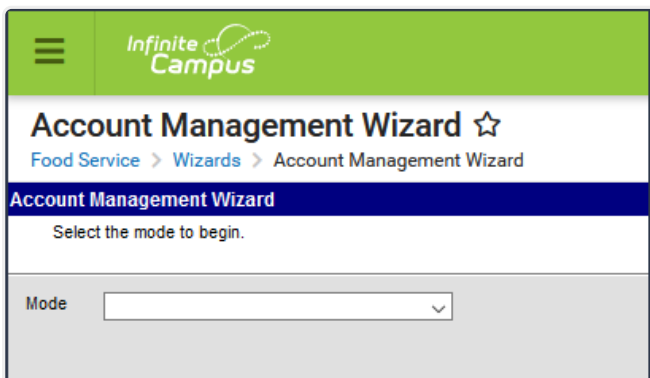 Infinite
Campus
Account Management Wizard
Food Service > Wizards > Account Management Wizard
Account Management Wizard
Select the mode to begin.
Mode